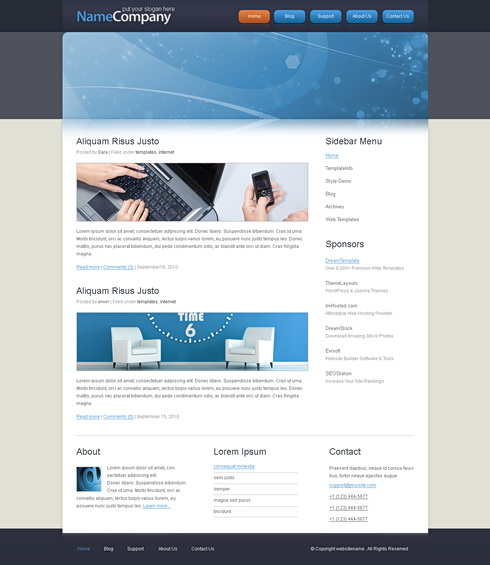 put your slogan here
NameCompany
Home Blog Support About Us Contact Us
Aliquam Risus Justo
Posted by Sara | Filed under templates, internet
Lorem ipsum dolor sit amet, consectetuer adipiscing elit. Donec libero. Suspendisse bibendum. Cras id urna.
Morbi tincidunt, orci ac convallis aliquam, lectus turpis varius lorem, eu posuere nunc justo tempus leo. Donec
mattis, purus nec placerat bibendum, dui pede condimentum odio, ac blandit ante orci ut diam. Cras fringilla
magna.
Read more | Comments (3) | September 15, 2010
Aliquam Risus Justo
Posted by erwin | Filed under templates, internet
TIME
6
Lorem ipsum dolor sit amet, consectetuer adipiscing elit. Donec libero. Suspendisse bibendum. Cras id urna.
Morbi tincidunt, orci ac convallis aliquam, lectus turpis varius lorem, eu posuere nunc justo tempus leo. Donec
mattis, purus nec placerat bibendum, dui pede condimentum odio, ac blandit ante orci ut diam. Cras fringilla
magna.
Read more | Comments (3) | September 15, 2010
Sidebar Menu
Home
TemplateInfo
Style Demo
Blog
Archives
Web Templates
Sponsors
DreamTemplate
Over 6,000+ Premium Web Templates
ThemeLayouts
WordPress & Joomla Themes
ImHosted.com
Affordable Web Hosting Provider
DreamStock
Download Amazing Stock Photos
Evrsoft
Website Builder Software & Tools
SEOStation
Increase Your Site Rankings
About
Lorem ipsum dolor sit amet, con-
sectetuer adipiscing elit.
Donec libero. Suspendisse bibendum.
Cras id urna. Morbi tincidunt, orci ac
convallis aliquam, lectus turpis varius lorem, eu
posuere nunc justo tempus leo. Learn more...
Lorem Ipsum
consequat molestie
sem justo
semper
magna sed purus
tincidunt
Contact
Praesent dapibus, neque id cursus fauci-
bus, tortor neque egestas augue.
support@yoursite.com
+1 (123) 444-5677
+1 (123) 444-5677
+1 (123) 444-5677
Home Blog Support About Us Contact Us
© Copyright websitename. All Rights Reserved